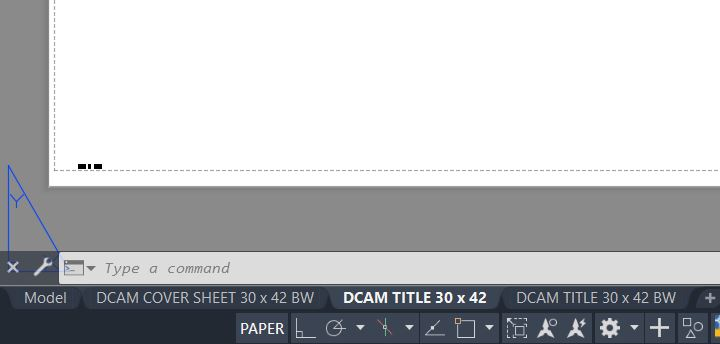 Y
Type a command
Model DCAM COVER SHEET 30 x 42 BW DCAM TITLE 30 x 42 DCAM TITLE 30 x 42 BW +
PAPER